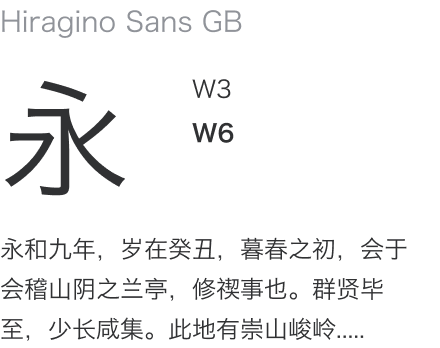 Hiragino Sans GB
永
W3
W6
永和九年，岁在癸丑，暮春之初，会于
会稽山阴之兰亭，修禊事也。群贤毕
至，少长咸集。此地有崇山峻岭.....